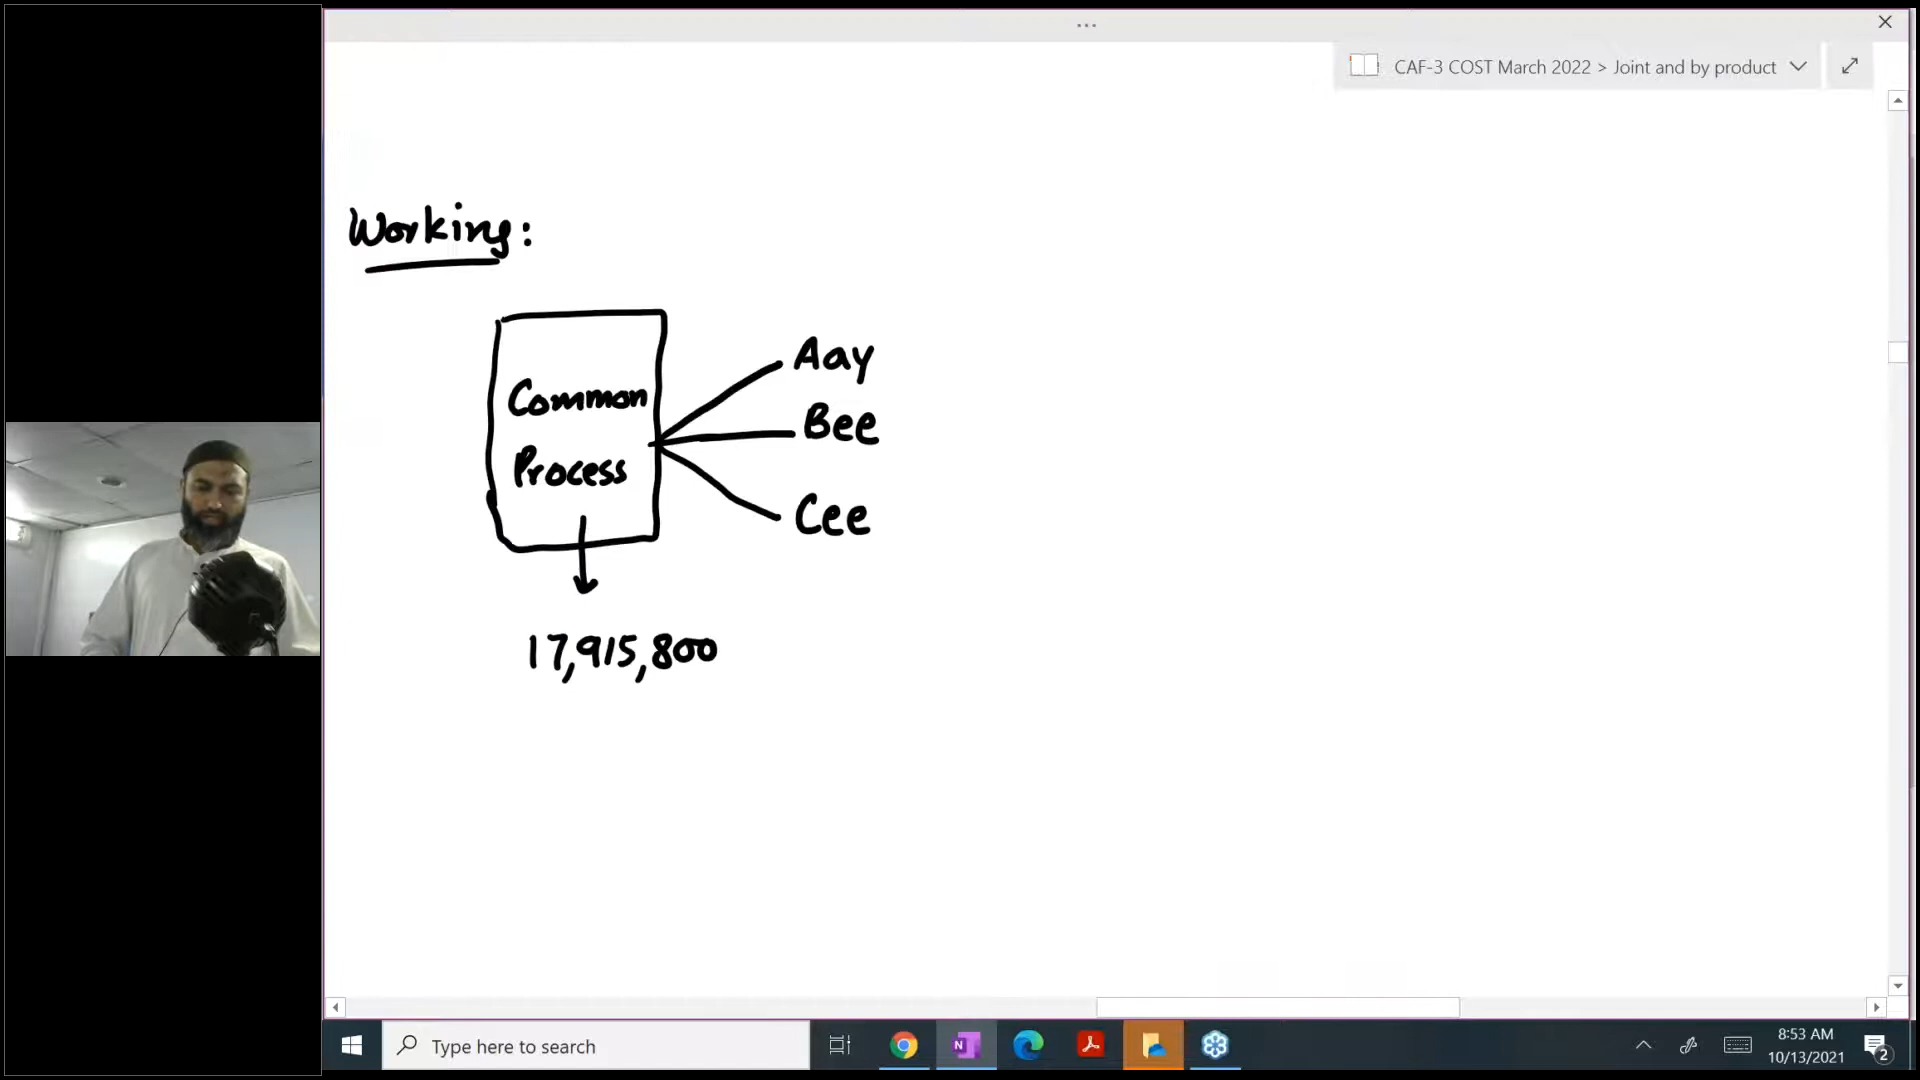 CAF-3 COST March 2022 > Joint and by product
Working:
Common
Process
Aay
Bee
Cee
17,915,800
Type here to search
8:53 AM
10/13/2021
2